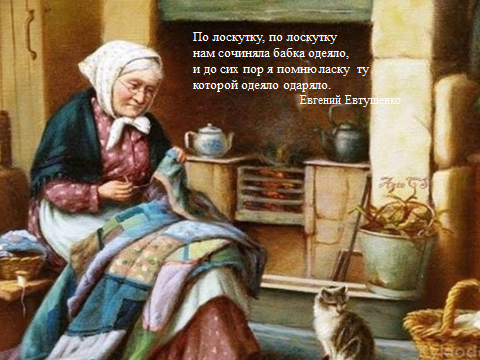 По лоскутку, по лоскутку
нам сочиняла бабка одеяло,
и до сих пор я помню ласку  ту
которой одеяло одаряло.
Евгений Евтушенко